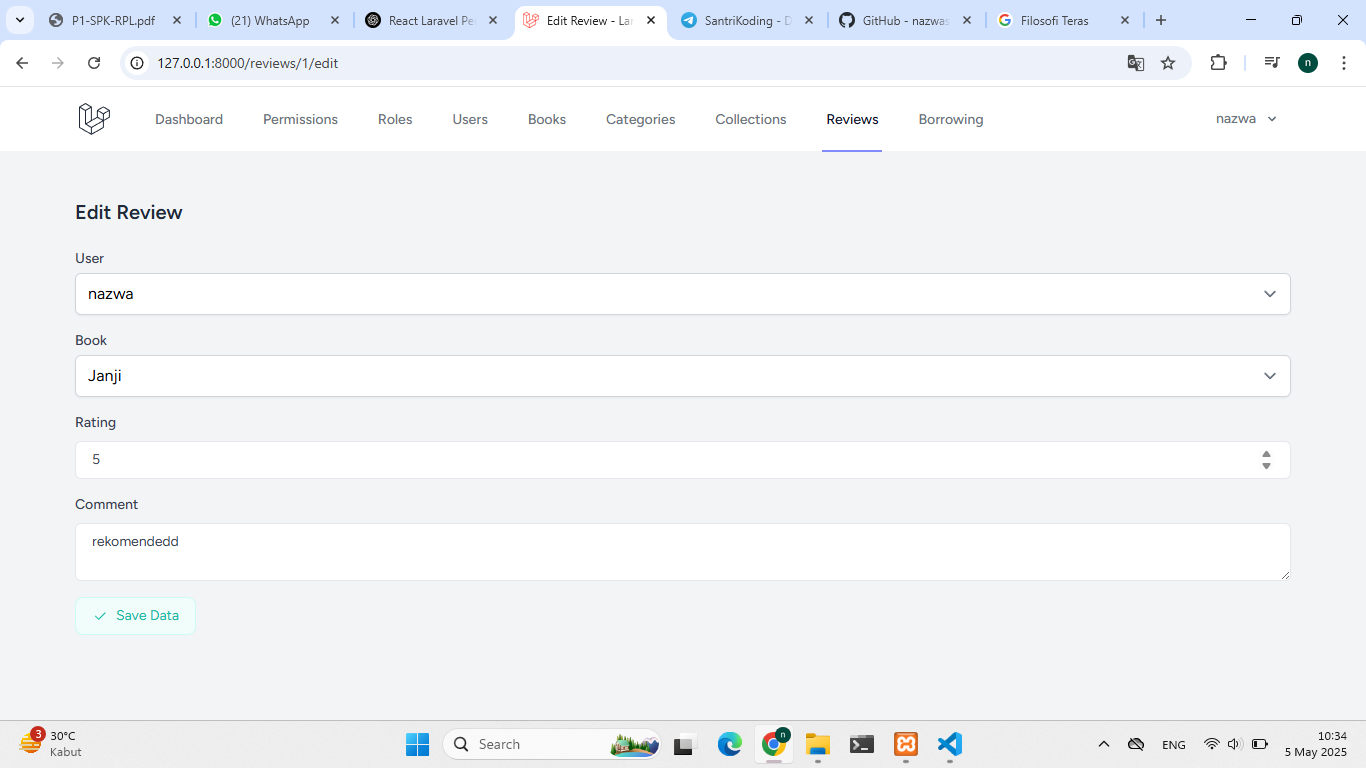 P1-SPK-RPL.pdf
(21) WhatsApp
React Laravel Pe
Edit Review - La
SantriKoding - D
GitHub - nazwas
Filosofi Teras
127.0.0.1:8000/reviews/1/edit
n
Dashboard Permissions Roles Users Books Categories Collections Reviews Borrowing nazwa
Edit Review
User
nazwa
Book
Janji
Rating
5
Comment
rekomendedd
Save Data
3
30°C
Kabut
Search
n
ENG
10:34
5 May 2025